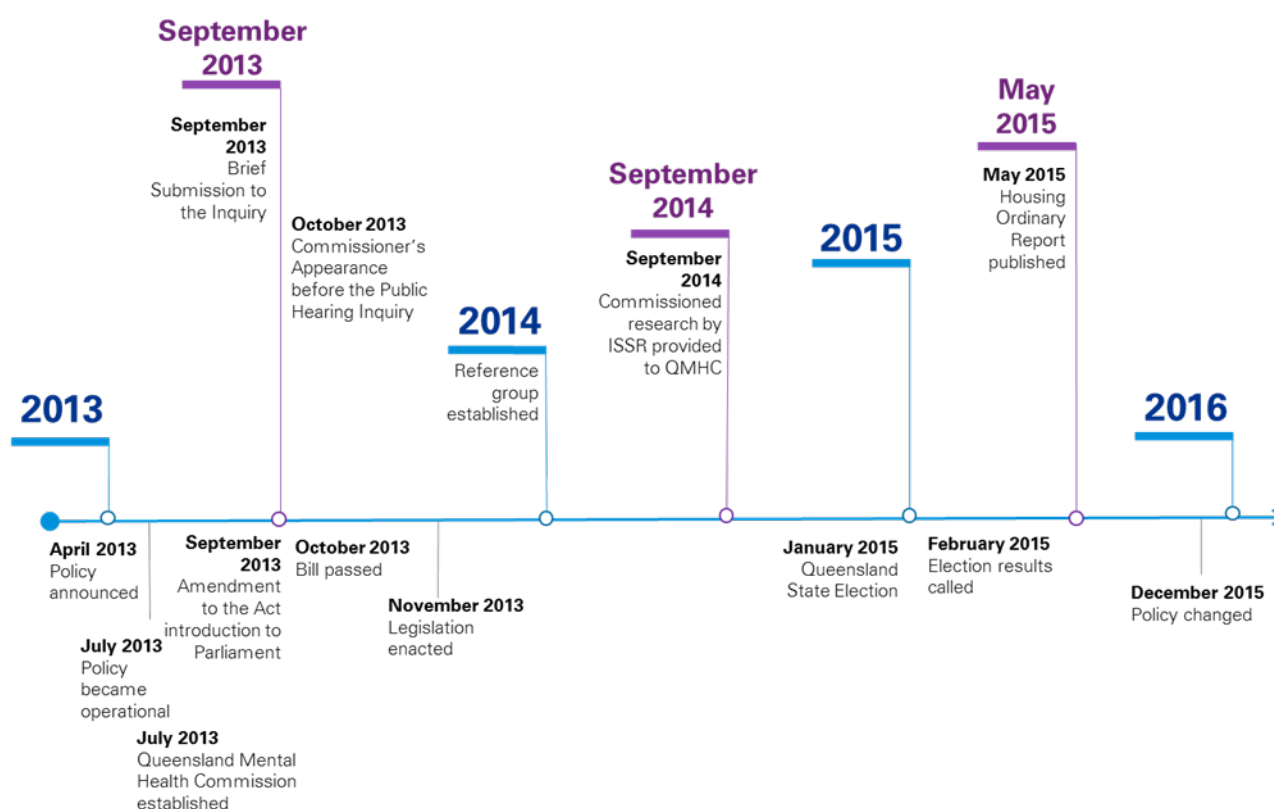 September
2013
September
2013
Brief
Submission to
the Inquiry
October 2013
Commissioner's
Appearance
before the Public
Hearing Inquiry
2013
2014
Reference
group
established
September
2014
September
2014
Commissioned
research by
ISSR provided
to QMHC
2015
May
2015
May 2015
Housing
Ordinary
Report
published
2016
April 2013
Policy
announced
July 2013
Policy
became
operational
July 2013
Queensland Mental
Health Commission
established
September
2013
Amendment
to the Act
introduction to
Parliament
October 2013
Bill passed
November 2013
Legislation
enacted
January 2015
Queensland
State Election
February 2015
Election results
called
December 2015
Policy changed